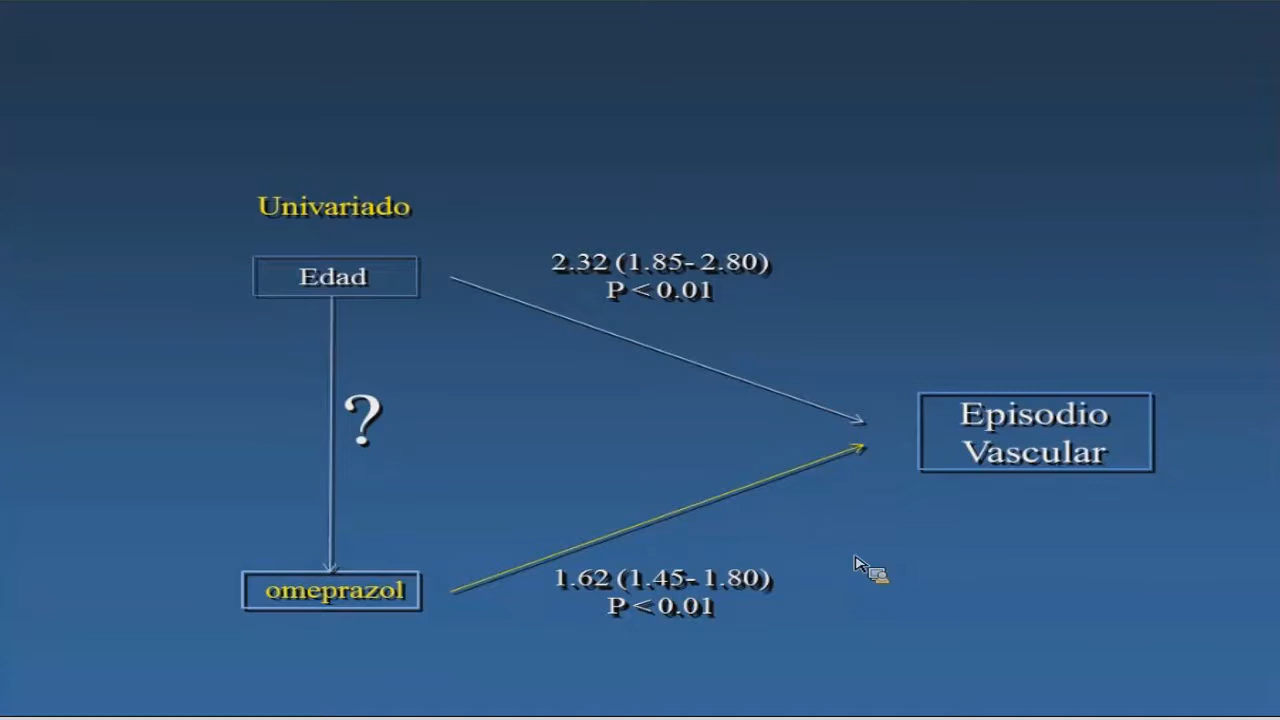 Univariado
Edad
2.32 (1.85- 2.80)
P < 0.01
?
Episodio
Vascular
omeprazol
1.62 (1.45- 1.80)
P < 0.01